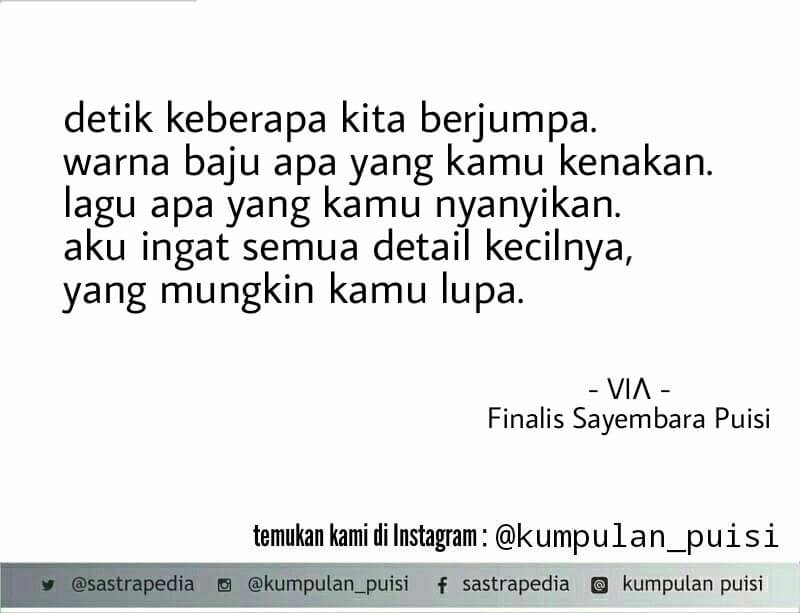 detik keberapa kita berjumpa.
warna baju apa yang kamu kenakan.
lagu apa yang kamu nyanyikan.
aku ingat semua detail kecilnya,
yang mungkin kamu lupa.
- VIΛ -
Finalis Sayembara Puisi
temukan kami di Instagram : @kumpulan_puisi
@sastrapedia @kumpulan_puisi sastrapedia kumpulan puisi